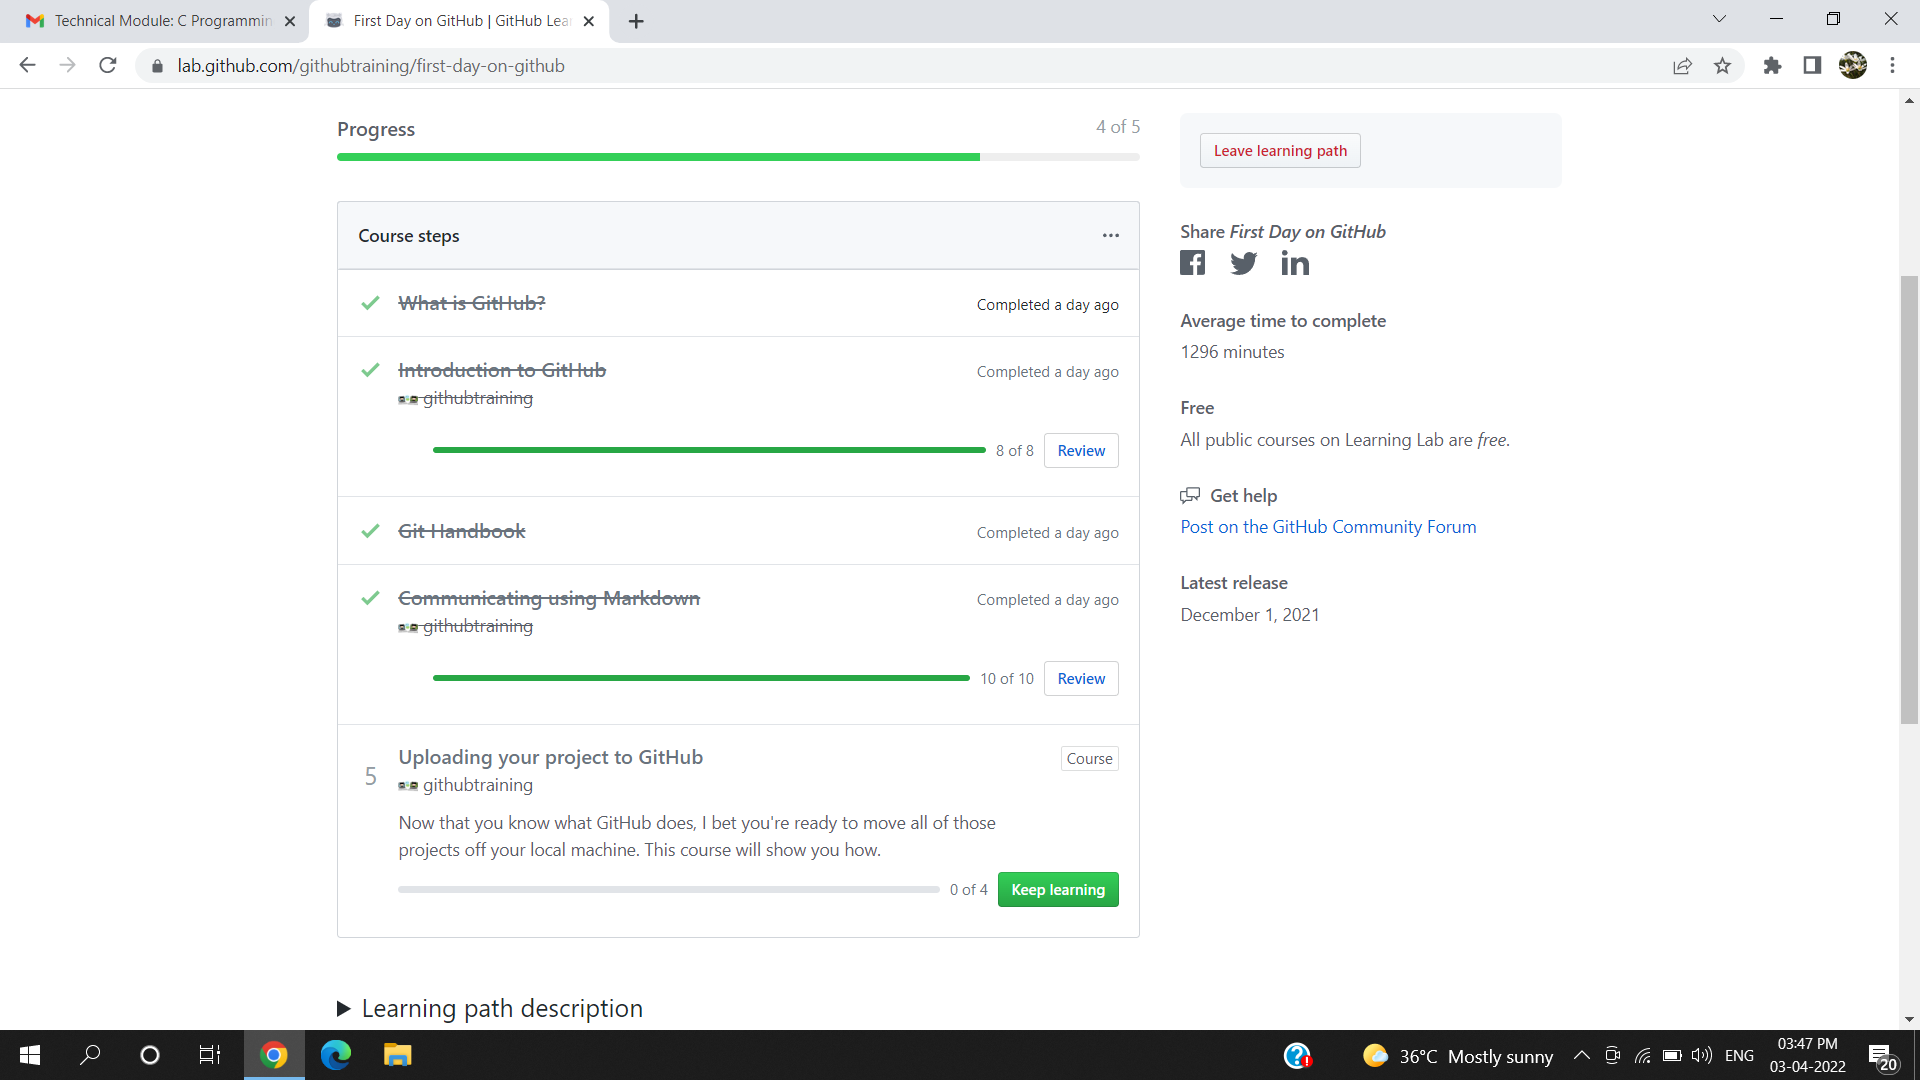 Technical Module: C Programmin
First Day on GitHub | GitHub Lea
lab.github.com/githubtraining/first-day-on-github
Progress
4 of 5
Course steps
What is GitHub?
Completed a day ago
Introduction to GitHub
Completed a day ago
githubtraining
8 of 8
Review
Git Handbook
Completed a day ago
Communicating using Markdown
Completed a day ago
githubtraining
10 of 10
Review
5
Uploading your project to GitHub
Course
githubtraining
Now that you know what GitHub does, I bet you're ready to move all of those
projects off your local machine. This course will show you how.
0 of 4
Keep learning
Learning path description
Leave learning path
Share First Day on GitHub
Average time to complete
1296 minutes
Free
All public courses on Learning Lab are free.
Get help
Post on the GitHub Community Forum
Latest release
December 1, 2021
36°C Mostly sunny
ENG
03:47 PM
03-04-2022
20